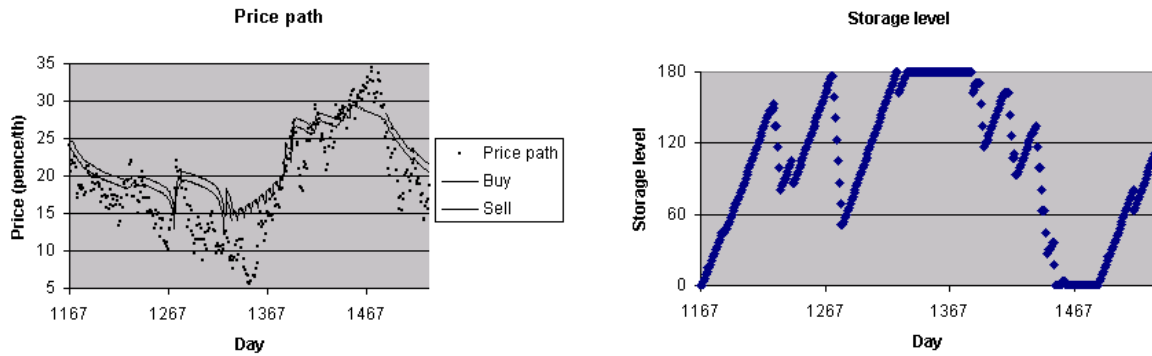 Price path
35
30
25
20
15
10
5
Price (pence/th)
1167 1267 1367 1467
Day
Price path
Buy
Sell
Storage level
180
120
60
0
Storage level
1167 1267 1367 1467
Day